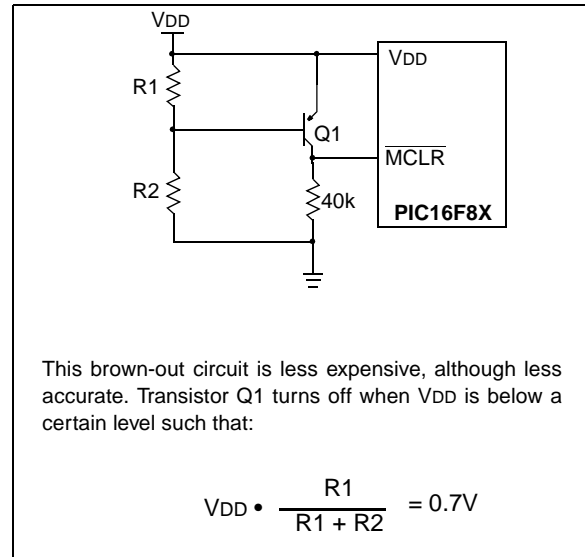 VDD
VDD
R1
Q1
MCLR
R2
40k
PIC16F8X
This brown-out circuit is less expensive, although less
accurate. Transistor Q1 turns off when VDD is below a
certain level such that:
R1
VDD • = 0.7V
R1 + R2